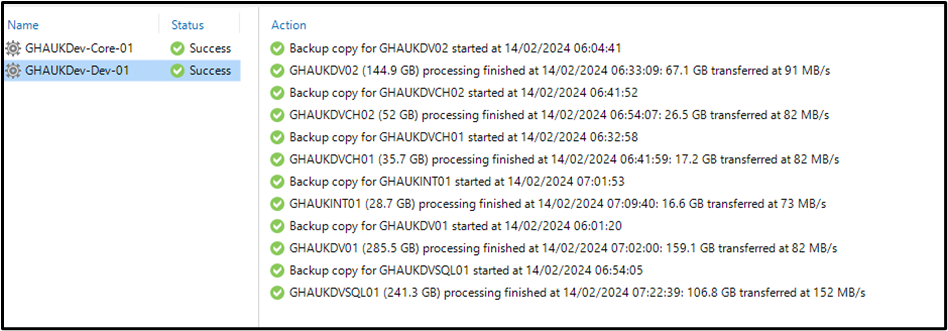 Name Status Action
GHAUKDev-Core-01 Success
GHAUKDev-Dev-01 Success
Backup copy for GHAUKDV02 started at 14/02/2024 06:04:41
GHAUKDV02 (144.9 GB) processing finished at 14/02/2024 06:33:09: 67.1 GB transferred at 91 MB/s
Backup copy for GHAUKDVCH02 started at 14/02/2024 06:41:52
GHAUKDVCH02 (52 GB) processing finished at 14/02/2024 06:54:07: 26.5 GB transferred at 82 MB/s
Backup copy for GHAUKDVCH01 started at 14/02/2024 06:32:58
GHAUKDVCH01 (35.7 GB) processing finished at 14/02/2024 06:41:59: 17.2 GB transferred at 82 MB/s
Backup copy for GHAUKINT01 started at 14/02/2024 07:01:53
GHAUKINT01 (28.7 GB) processing finished at 14/02/2024 07:09:40: 16.6 GB transferred at 73 MB/s
Backup copy for GHAUKDV01 started at 14/02/2024 06:01:20
GHAUKDV01 (285.5 GB) processing finished at 14/02/2024 07:02:00: 159.1 GB transferred at 82 MB/s
Backup copy for GHAUKDVSQL01 started at 14/02/2024 06:54:05
GHAUKDVSQL01 (241.3 GB) processing finished at 14/02/2024 07:22:39: 106.8 GB transferred at 152 MB/s